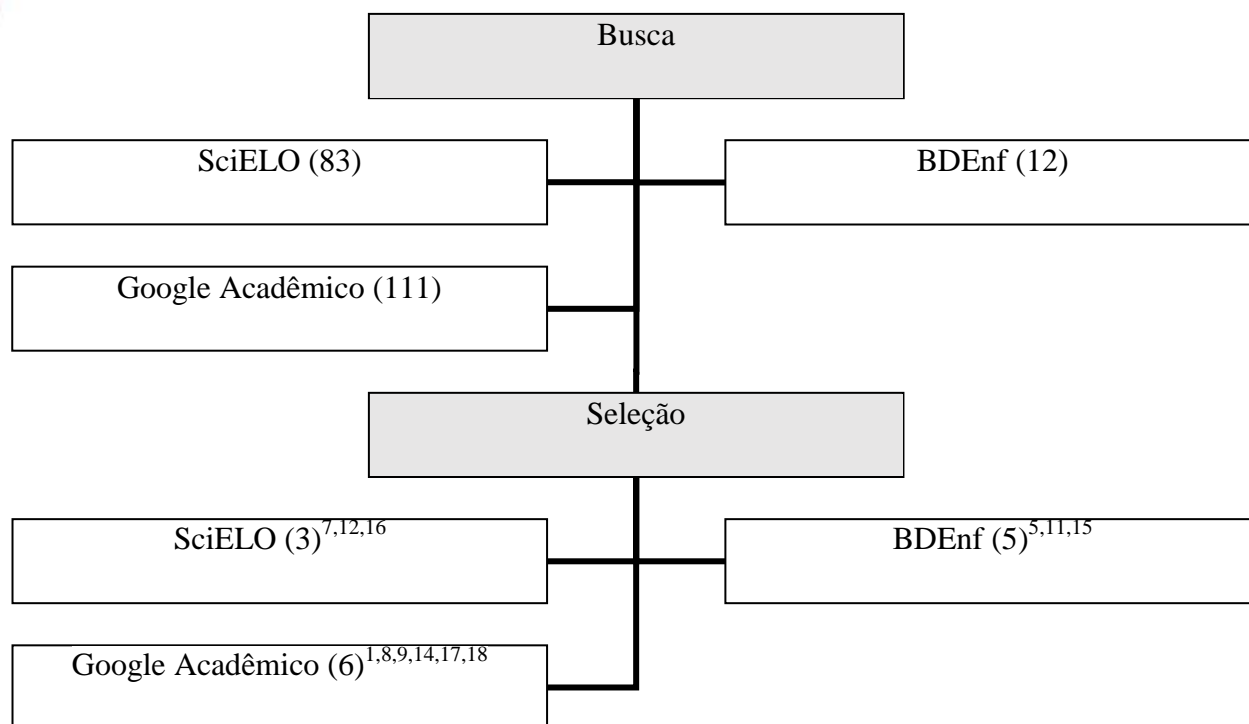 Busca
SciELO (83)
BDEnf (12)
Google Acadêmico (111)
Seleção
SciELO (3)7,12,16
BDEnf (5)5,11,15
Google Acadêmico (6)1,8,9,14,17,18